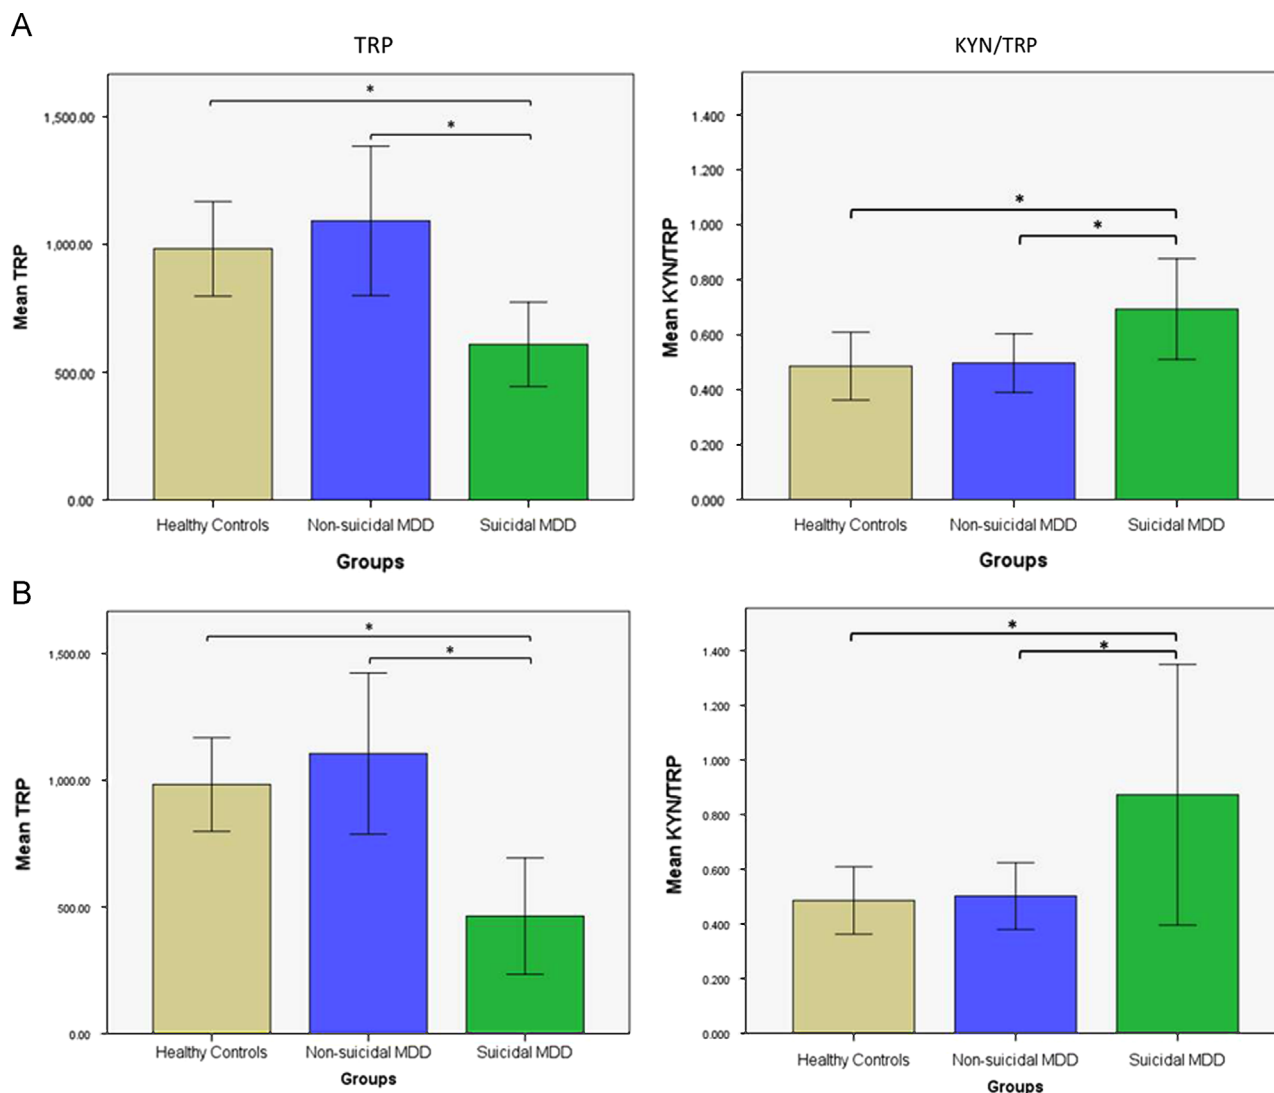 A
TRP
KYN/TRP
*
*
1,500.00
1,000.00
500.00
0.00
Mean TRP
Healthy Controls
Non-suicidal MDD
Suicidal MDD
Groups
*
*
1.400
1.200
1.000
0.800
0.600
0.400
0.200
0.000
Mean KYN/TRP
Healthy Controls
Non-suicidal MDD
Suicidal MDD
Groups
B
*
*
1,500.00
1,000.00
500.00
0.00
Mean TRP
Healthy Controls
Non-suicidal MDD
Suicidal MDD
Groups
*
*
1.400
1.200
1.000
0.800
0.600
0.400
0.200
0.000
Mean KYN/TRP
Healthy Controls
Non-suicidal MDD
Suicidal MDD
Groups